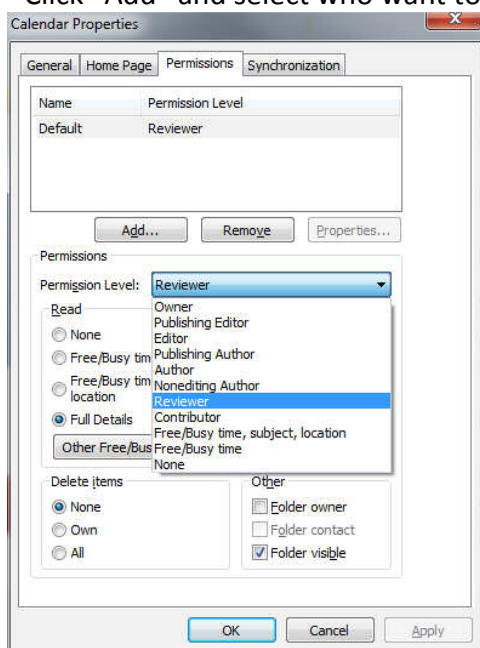 Click "Add" and select who want to
Calendar Properties
General Home Page Permissions Synchronization
Name Permission Level
Default Reviewer
Add... Remove Properties...
Permissions
Permission Level: Reviewer
Read Owner
Publishing Editor
None Editor
Free/Busy tim Publishing Author
Author
Free/Busy tim Nonediting Author
location Reviewer
Full Details Contributor
Free/Busy time, subject, location
Other Free/Bus Free/Busy time
None
Delete items Other
None Folder owner
Own Folder contact
All Folder visible
OK Cancel Apply